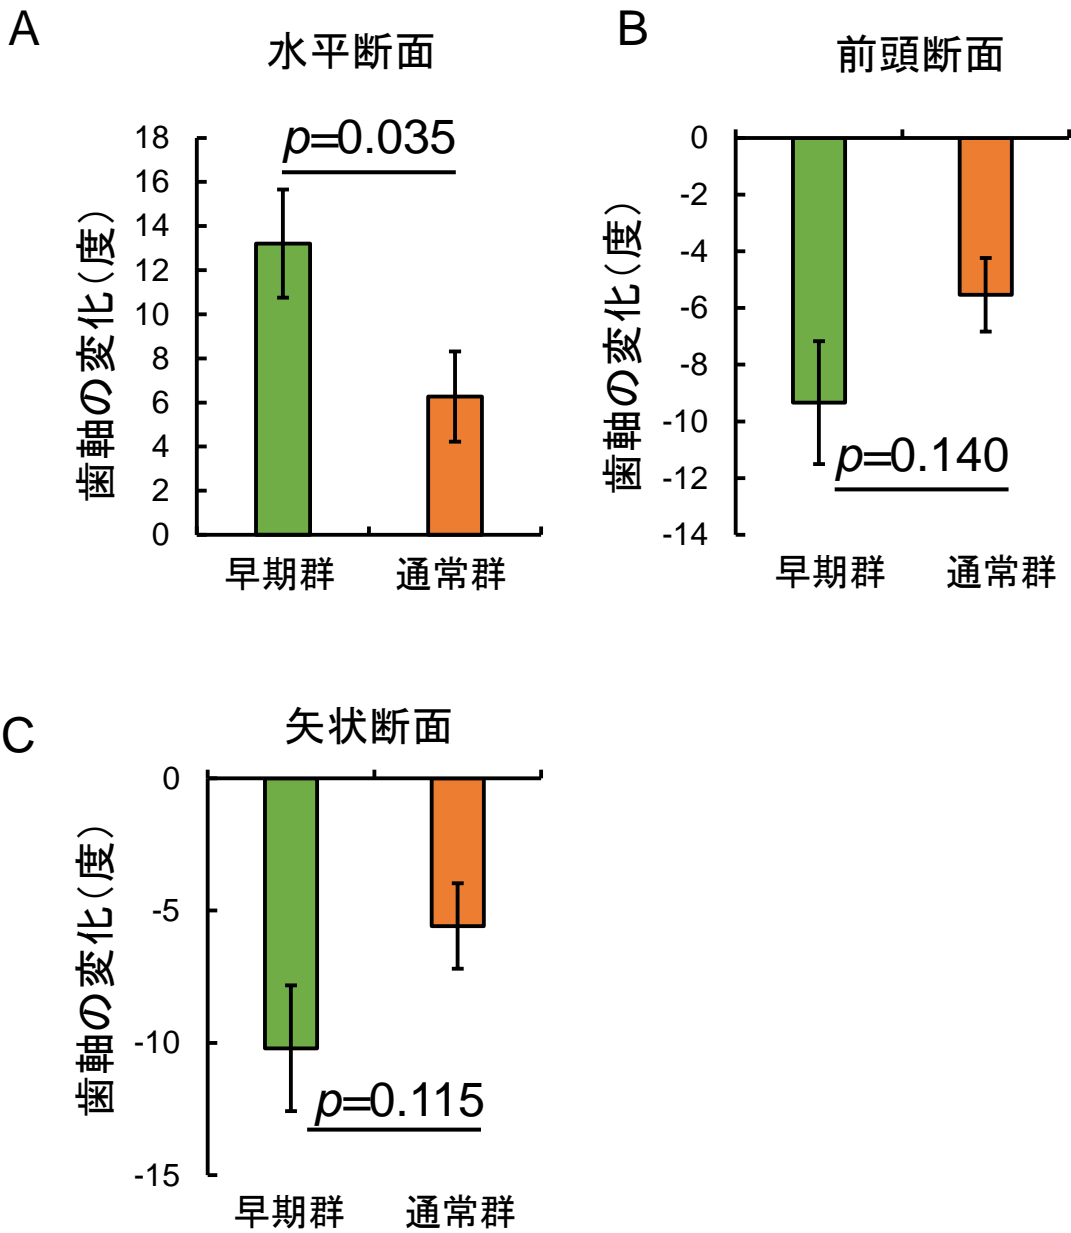 A
水平断面
p=0.035
18
16
14
12
10
8
6
4
2
0
歯軸の変化(度)
早期群
通常群
B
前頭断面
0
-2
-4
-6
-8
-10
-12
-14
歯軸の変化(度)
p=0.140
早期群
通常群
C
矢状断面
0
-5
-10
-15
歯軸の変化(度)
p=0.115
早期群
通常群